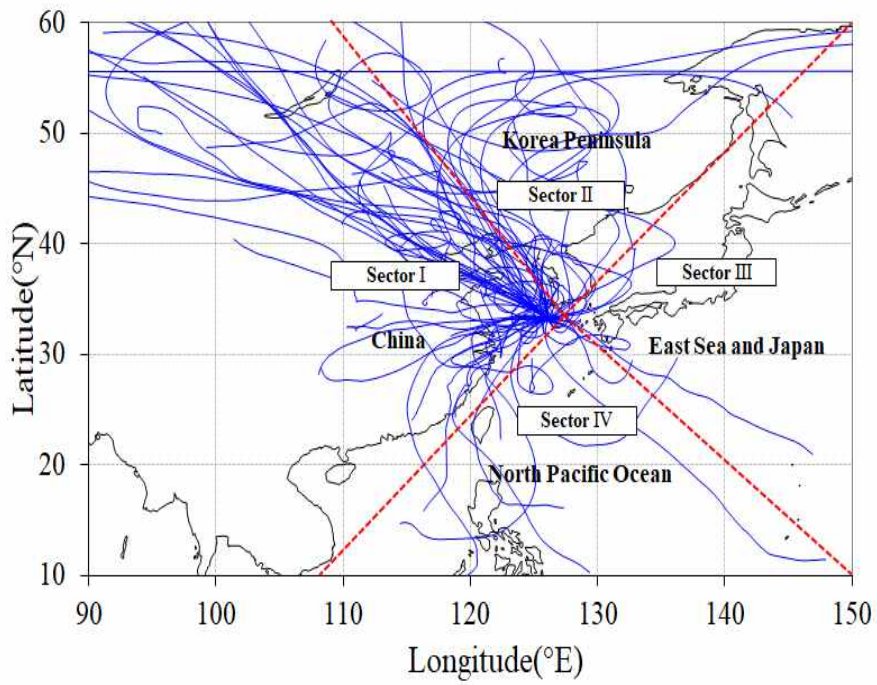 60
50
40
30
20
10
90
100
110
120
130
140
150
Latitude(°N)
Longitude(°E)
Korea Peninsula
Sector Ⅱ
Sector Ⅰ
Sector Ⅲ
China
East Sea and Japan
Sector Ⅳ
North Pacific Ocean